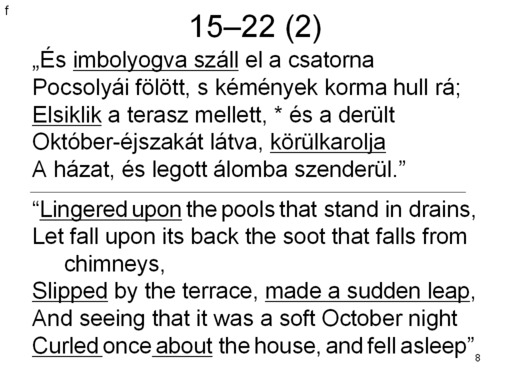 f
15–22 (2)
„És imbolyogva száll el a csatorna
Pocsolyái fölött, s kémények korma hull rá;
Elsiklik a terasz mellett, * és a derült
Október-éjszakát látva, körülkarolja
A házat, és legott álomba szenderül.”
“Lingered upon the pools that stand in drains,
Let fall upon its back the soot that falls from
chimneys,
Slipped by the terrace, made a sudden leap,
And seeing that it was a soft October night
Curled once about the house, and fell asleep”
8